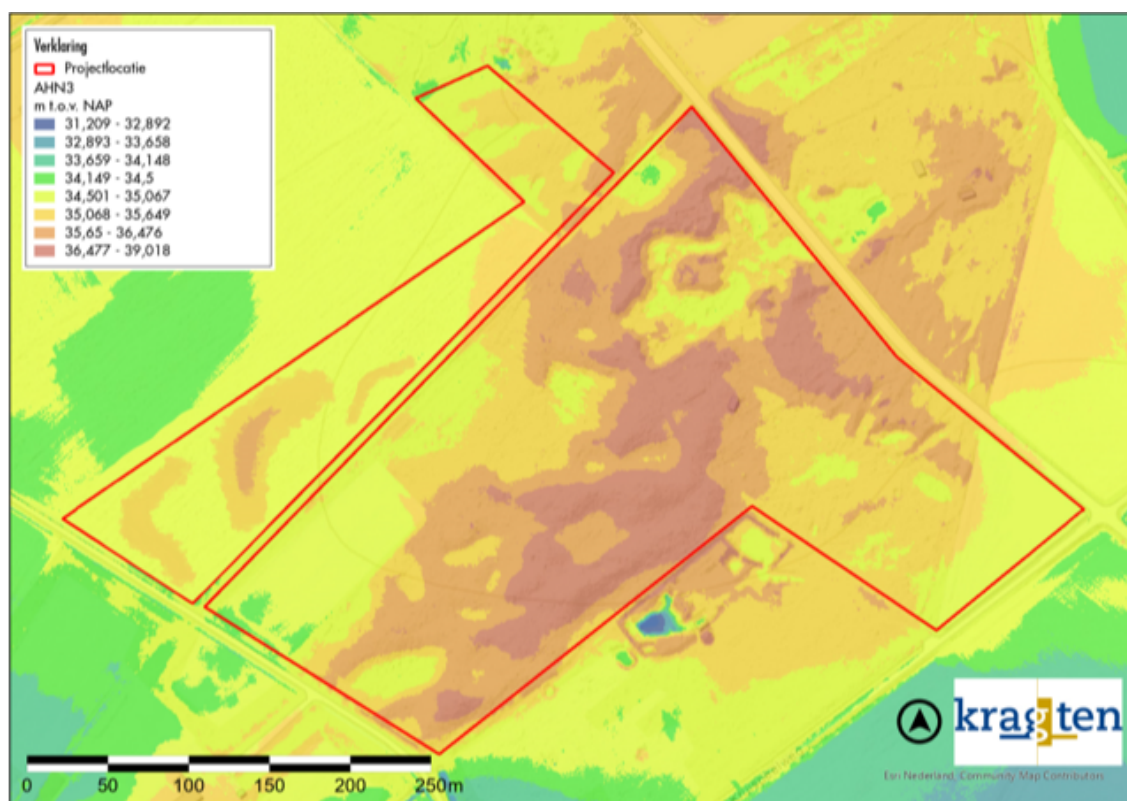 Verklaring
Projectlocatie
AHN3
m t.o.v. NAP
31,209 - 32,892
32,893 - 33,658
33,659 - 34,148
34,149 - 34,5
34,501 - 35,067
35,068 - 35,649
35,65 - 36,476
36,477 - 39,018
kragten
Esri Nederland, Community Map Contributors
0 50 100 150 200 250 m